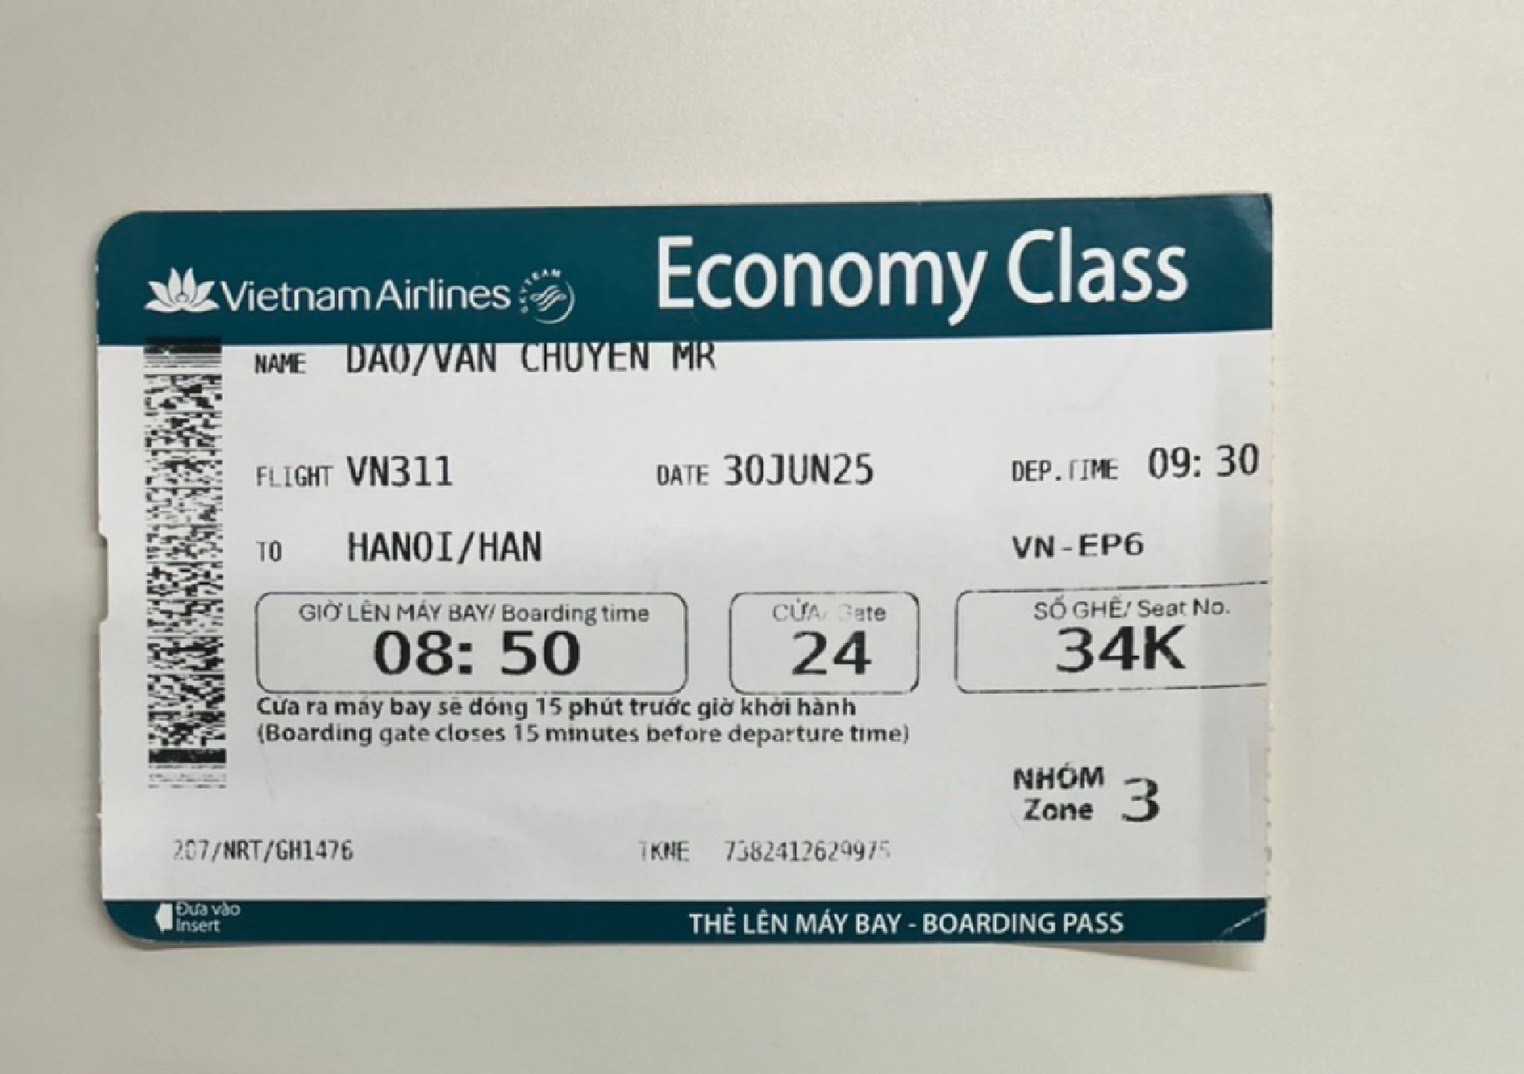 Vietnam Airlines SKYTEAM Economy Class
NAME DAO/VAN CHUYEN MR
FLIGHT VN311 DATE 30JUN25 DEP.TIME 09: 30
TO HANOI/HAN VN-EP6
GIỜ LÊN MÁY BAY/ Boarding time CỬA/ Gate SỐ GHẾ/ Seat No.
08: 50 24 34K
Cửa ra máy bay sẽ đóng 15 phút trước giờ khởi hành
(Boarding gate closes 15 minutes before departure time)
NHÓM
Zone 3
207/NRT/GH1476 TKNE 7382412629975
Đưa vào
Insert
THẺ LÊN MÁY BAY - BOARDING PASS